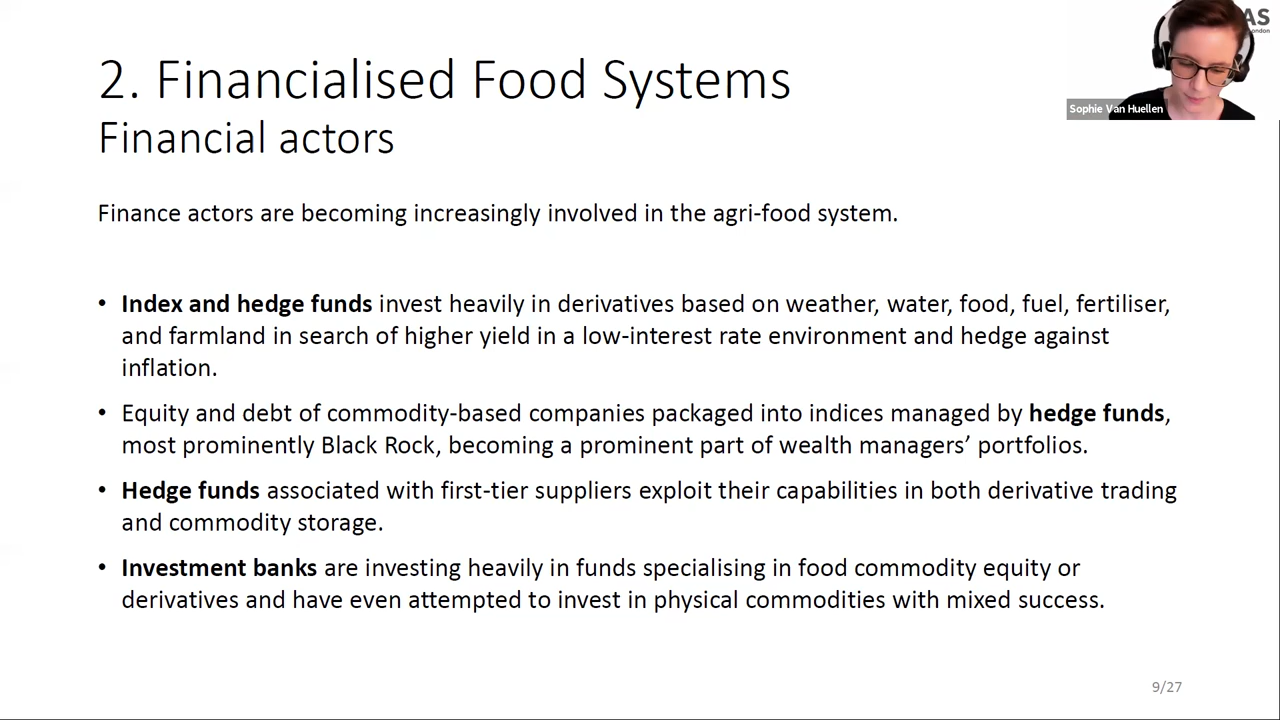 AS
London
Sophie Van Huellen
2. Financialised Food Systems
Financial actors
Finance actors are becoming increasingly involved in the agri-food system.
• Index and hedge funds invest heavily in derivatives based on weather, water, food, fuel, fertiliser,
and farmland in search of higher yield in a low-interest rate environment and hedge against
inflation.
• Equity and debt of commodity-based companies packaged into indices managed by hedge funds,
most prominently Black Rock, becoming a prominent part of wealth managers’ portfolios.
• Hedge funds associated with first-tier suppliers exploit their capabilities in both derivative trading
and commodity storage.
• Investment banks are investing heavily in funds specialising in food commodity equity or
derivatives and have even attempted to invest in physical commodities with mixed success.
9/27